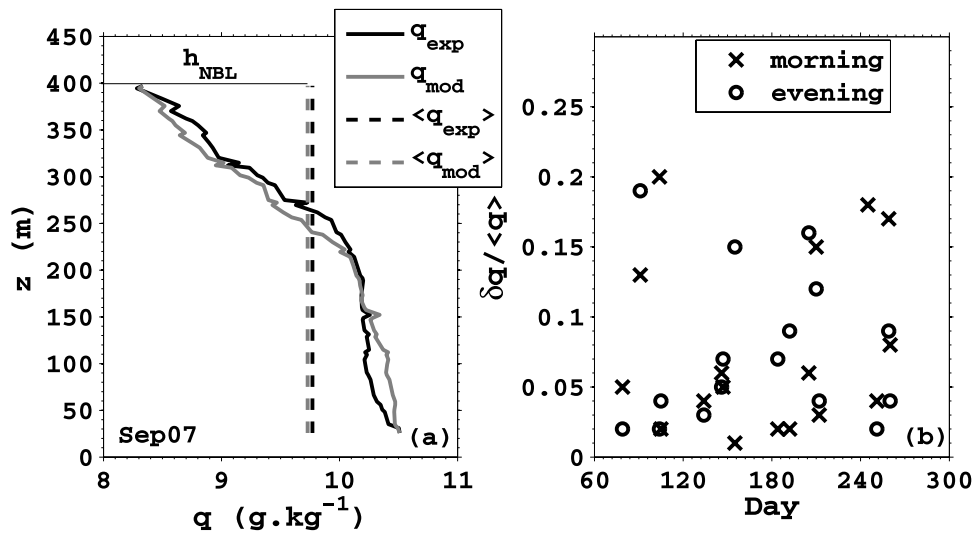 450
400
350
300
250
200
150
100
50
0
z (m)
h_NBL
q_exp
q_mod
<q_exp>
<q_mod>
Sep07
(a)
8
9
10
11
q (g.kg^-1)
δq/<q>
0.25
0.2
0.15
0.1
0.05
0
morning
evening
(b)
60
120
180
240
300
Day